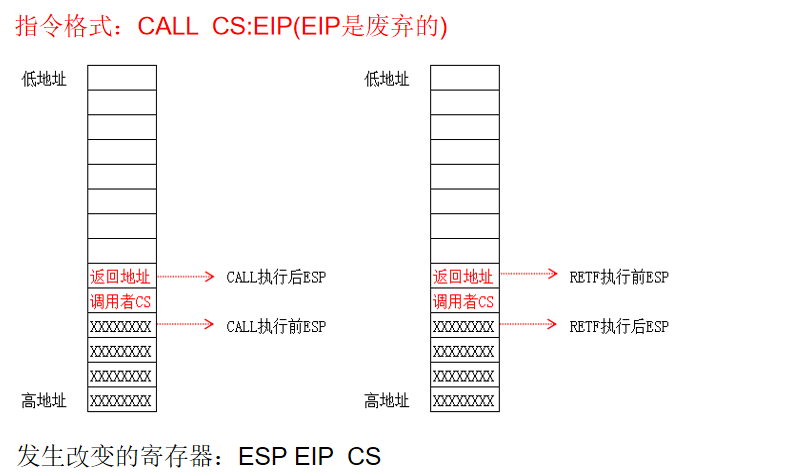 指令格式：CALL CS:EIP(EIP是废弃的)
低地址
返回地址
CALL执行后ESP
调用者CS
XXXXXXXX
CALL执行前ESP
XXXXXXXX
XXXXXXXX
高地址
XXXXXXXX
低地址
返回地址
RETF执行前ESP
调用者CS
XXXXXXXX
RETF执行后ESP
XXXXXXXX
XXXXXXXX
高地址
XXXXXXXX
发生改变的寄存器：ESP EIP CS